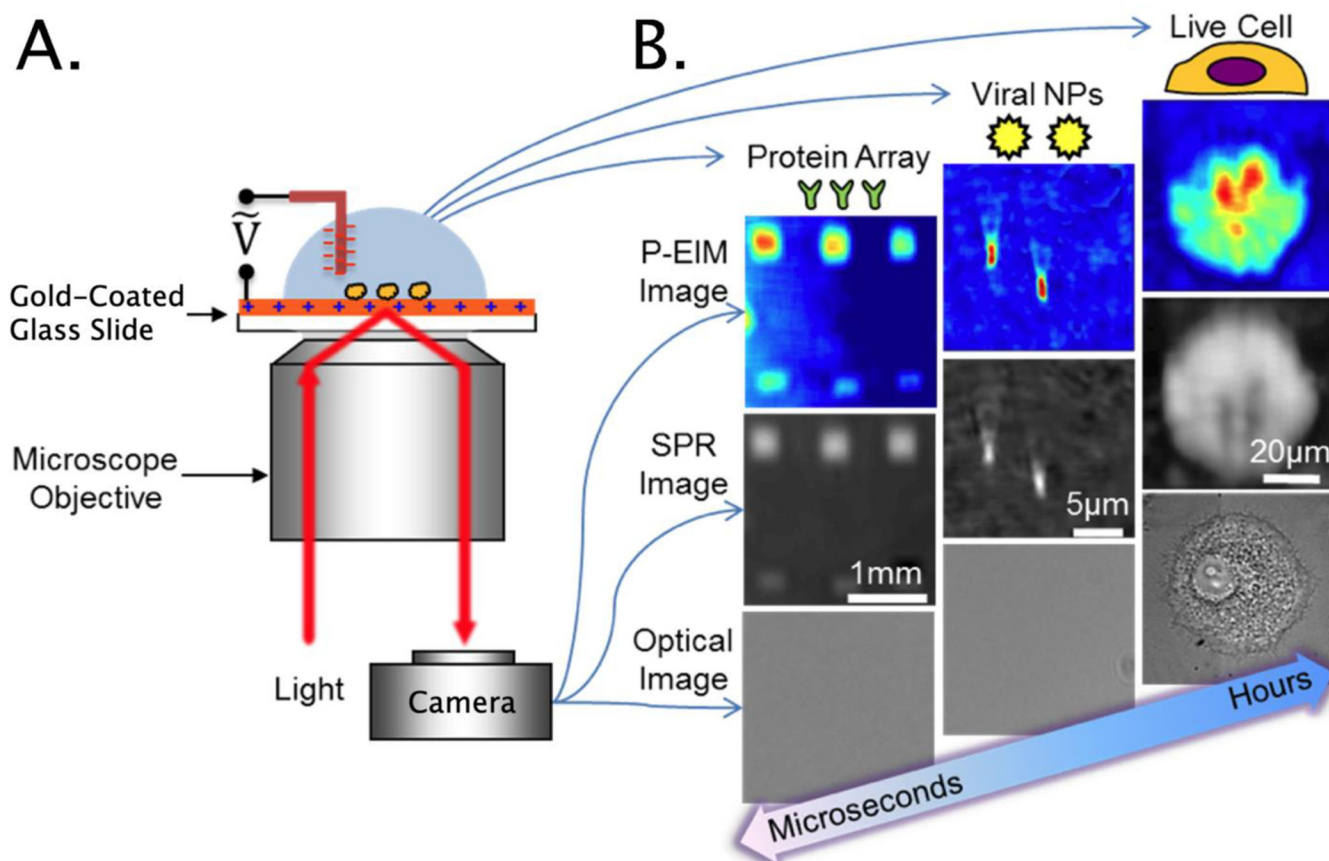 A.
B.
Live Cell
Viral NPs
Protein Array
Ṽ
Gold-Coated
Glass Slide
P-EIM
Image
Microscope
Objective
SPR
Image
20μm
5μm
1mm
Optical
Image
Light
Camera
Hours
Microseconds